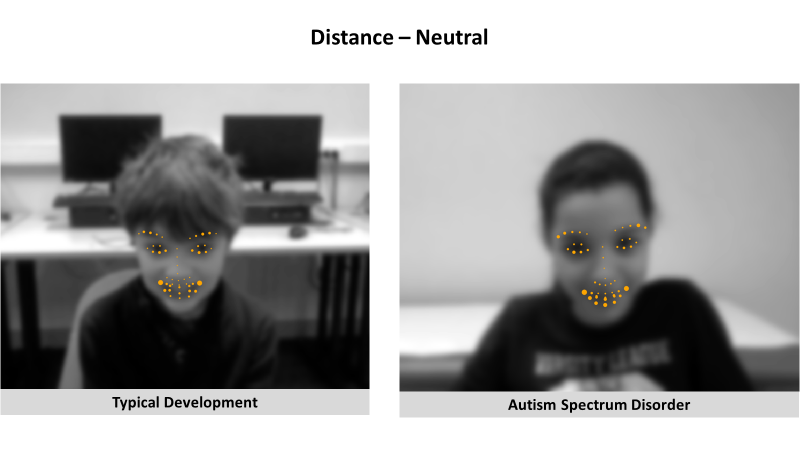 Distance – Neutral
Typical Development
Autism Spectrum Disorder